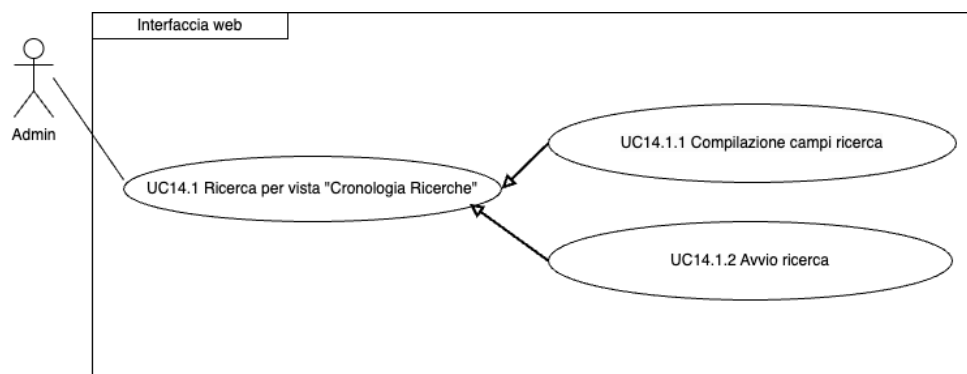 Interfaccia web
Admin
UC14.1 Ricerca per vista "Cronologia Ricerche"
UC14.1.1 Compilazione campi ricerca
UC14.1.2 Avvio ricerca